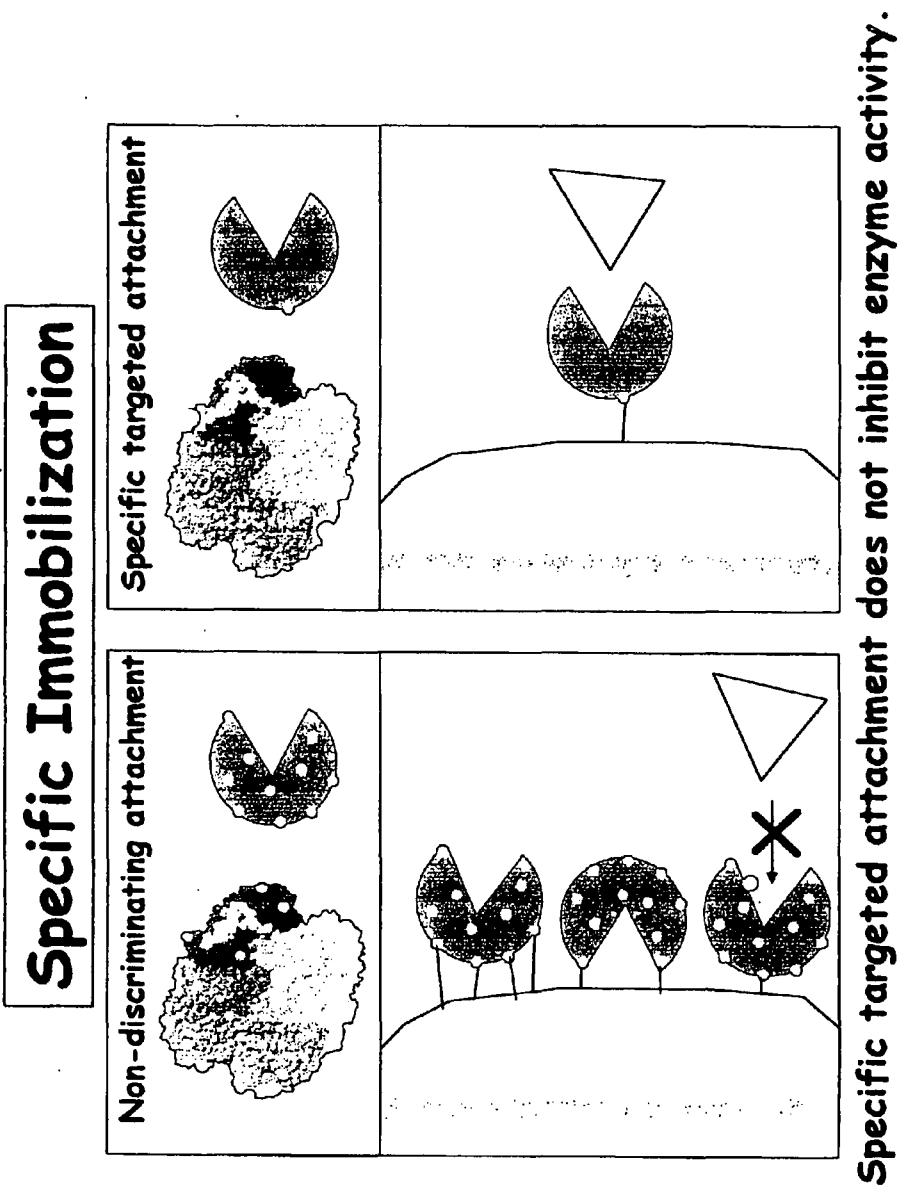 Specific Immobilization
Non-discriminating attachment
Specific targeted attachment
Specific targeted attachment does not inhibit enzyme activity.